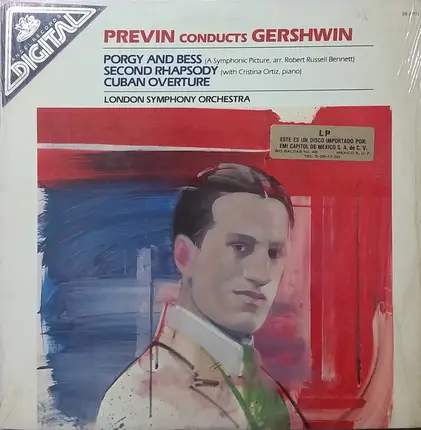 DIGITAL
PREVIN CONDUCTS GERSHWIN
PORGY AND BESS (A Symphonic Picture, arr. Robert Russell Bennett)
SECOND RHAPSODY (with Cristina Ortiz, piano)
CUBAN OVERTURE
LONDON SYMPHONY ORCHESTRA
LP
ESTE ES UN DISCO IMPORTADO POR:
EMI CAPITOL DE MEXICO S. A. de C. V.